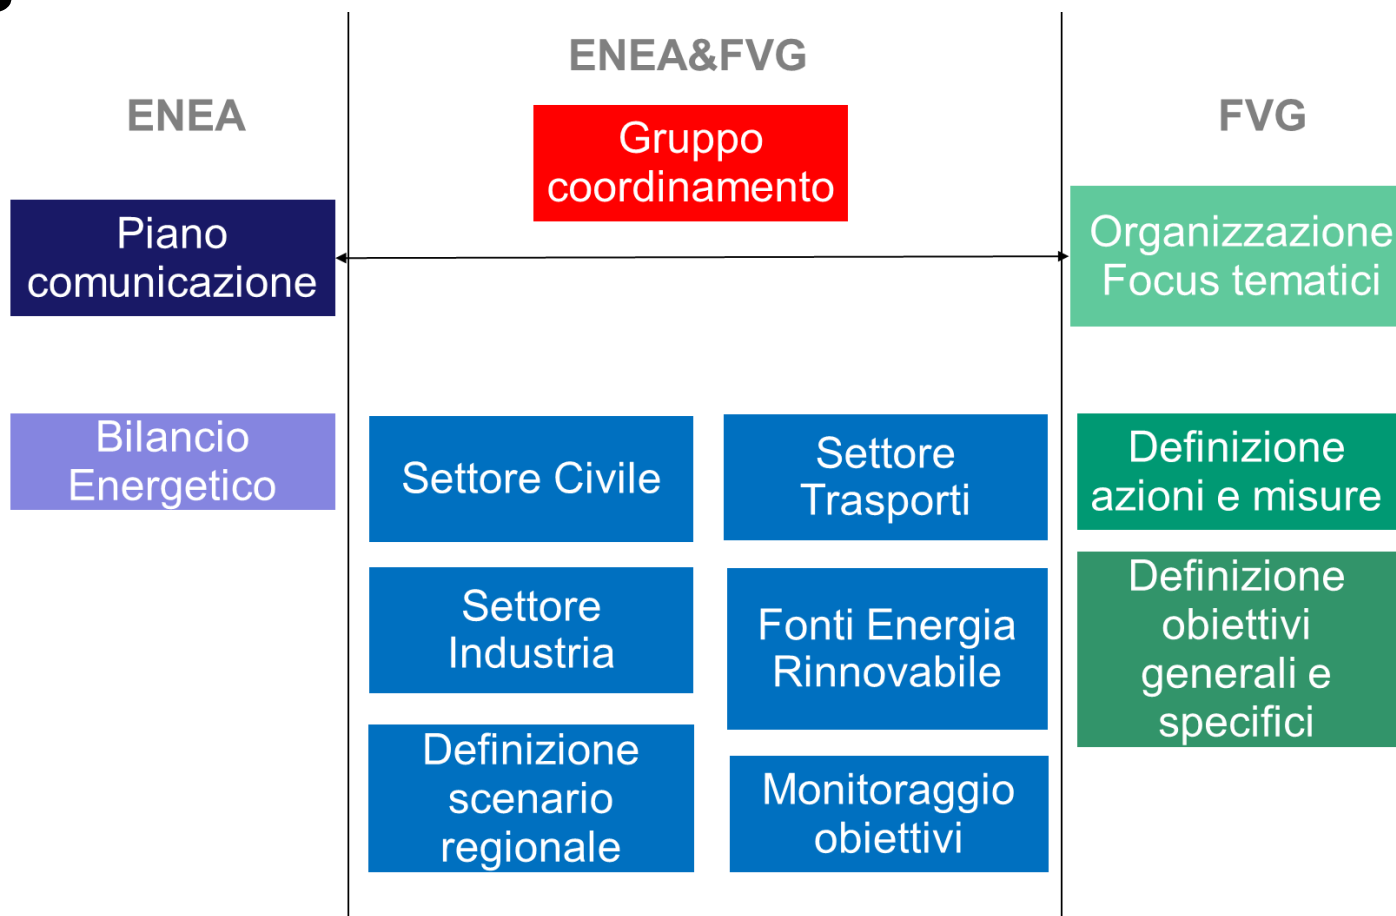 ENEA&FVG
ENEA
FVG
Gruppo
coordinamento
Piano
comunicazione
Organizzazione
Focus tematici
Bilancio
Energetico
Settore Civile
Settore
Trasporti
Definizione
azioni e misure
Settore
Industria
Fonti Energia
Rinnovabile
Definizione
obiettivi
generali e
specifici
Definizione
scenario
regionale
Monitoraggio
obiettivi